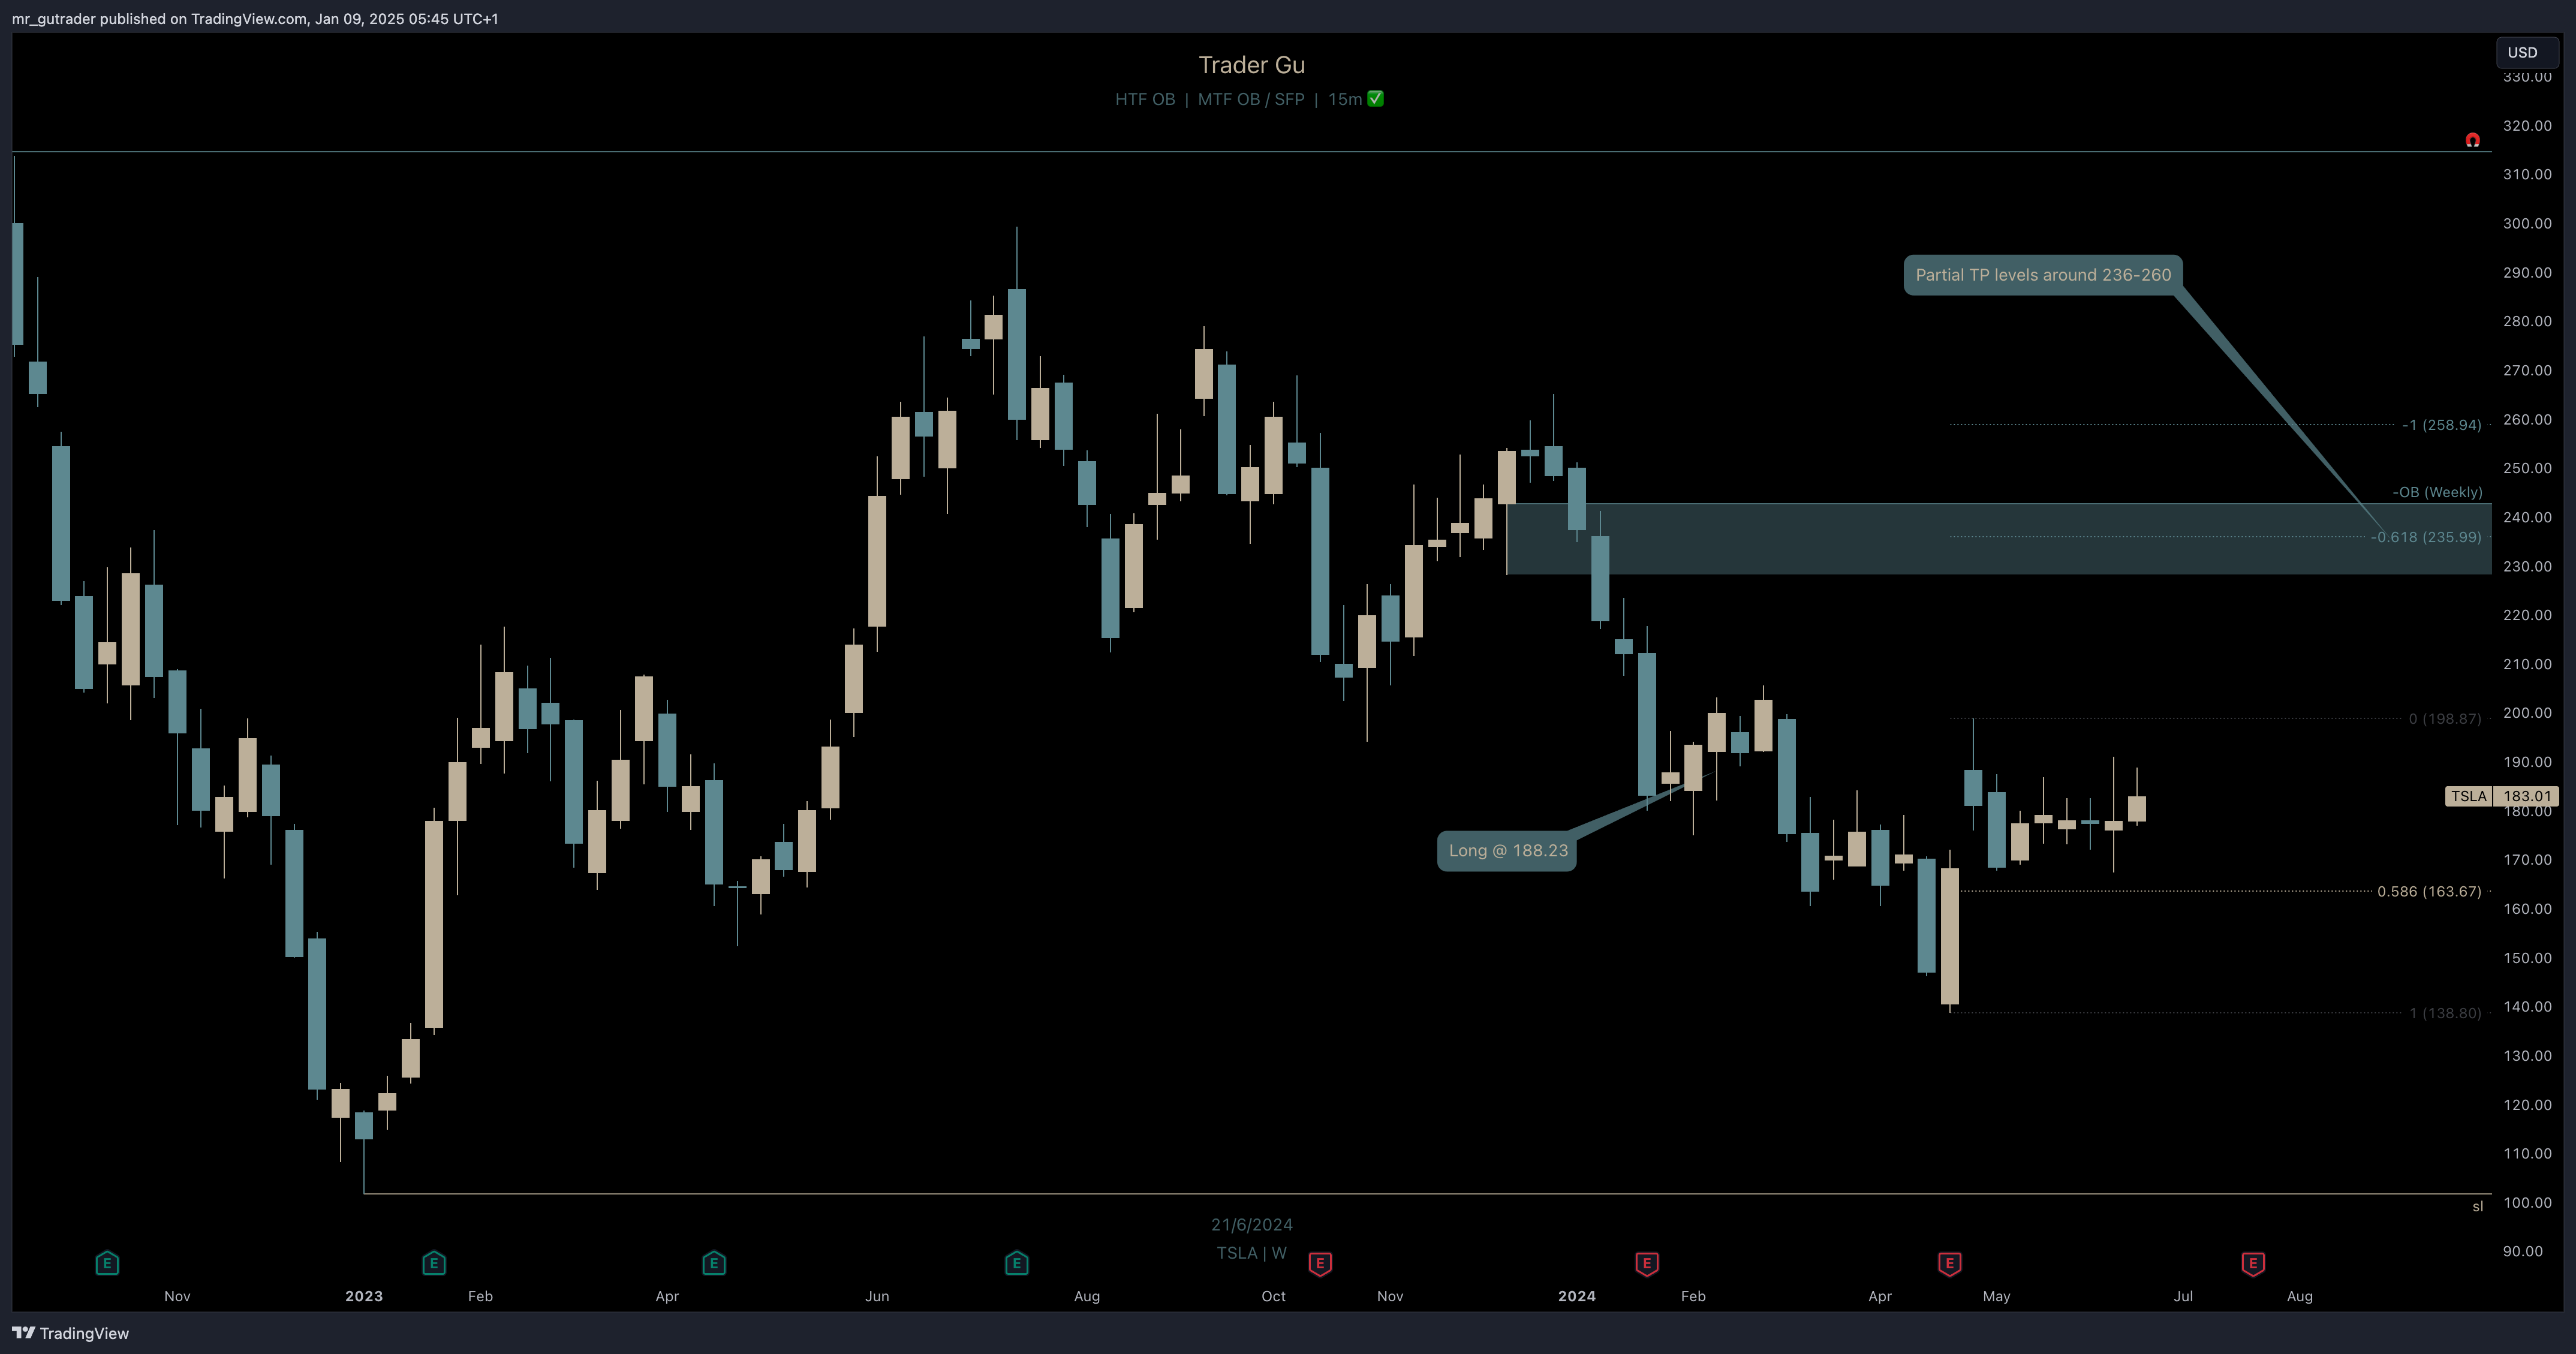 mr_gutrader published on TradingView.com, Jan 09, 2025 05:45 UTC+1
USD
Trader Gu
HTF OB | MTF OB / SFP | 15m ✅
330.00
320.00
310.00
300.00
290.00
280.00
270.00
260.00
250.00
240.00
230.00
220.00
210.00
200.00
190.00
TSLA 183.01
180.00
170.00
160.00
150.00
140.00
130.00
120.00
110.00
100.00
90.00
Partial TP levels around 236-260
-1 (258.94)
-OB (Weekly)
-0.618 (235.99)
0 (198.87)
Long @ 188.23
0.586 (163.67)
1 (138.80)
sl
21/6/2024
TSLA | W
E E E E E E E E
Nov 2023 Feb Apr Jun Aug Oct Nov 2024 Feb Apr May Jul Aug
TradingView